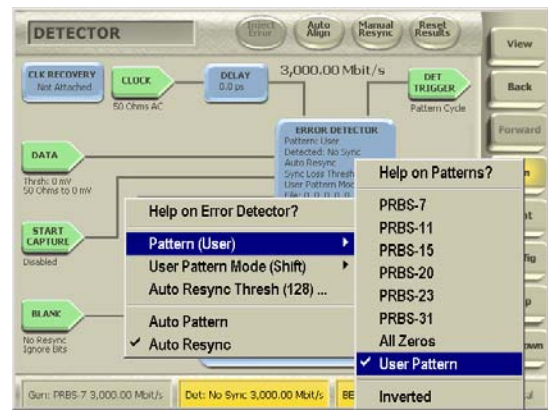 DETECTOR
Inject Error
Auto Align
Manual Resync
Reset Results
View
Back
Forward
CLK RECOVERY
Not Attached
CLOCK
50 Ohms AC
DELAY
0.0 ps
3,000.00 Mbit/s
DET TRIGGER
Pattern Cycle
ERROR DETECTOR
Pattern: User
Detected: No Sync
Auto Resync
Sync Loss Thresh
User Pattern Mod
DATA
Thrsh: 0 mV
50 Ohms to 0 mV
START CAPTURE
Disabled
BLANK
No Resync
Ignore Bits
Help on Error Detector?
Pattern (User)
User Pattern Mode (Shift)
Auto Resync Thresh (128) ...
Auto Pattern
Auto Resync
Help on Patterns?
PRBS-7
PRBS-11
PRBS-15
PRBS-20
PRBS-23
PRBS-31
All Zeros
User Pattern
Inverted
Gen: PRBS-7 3,000.00 Mbit/s
Det: No Sync 3,000.00 Mbit/s
BE